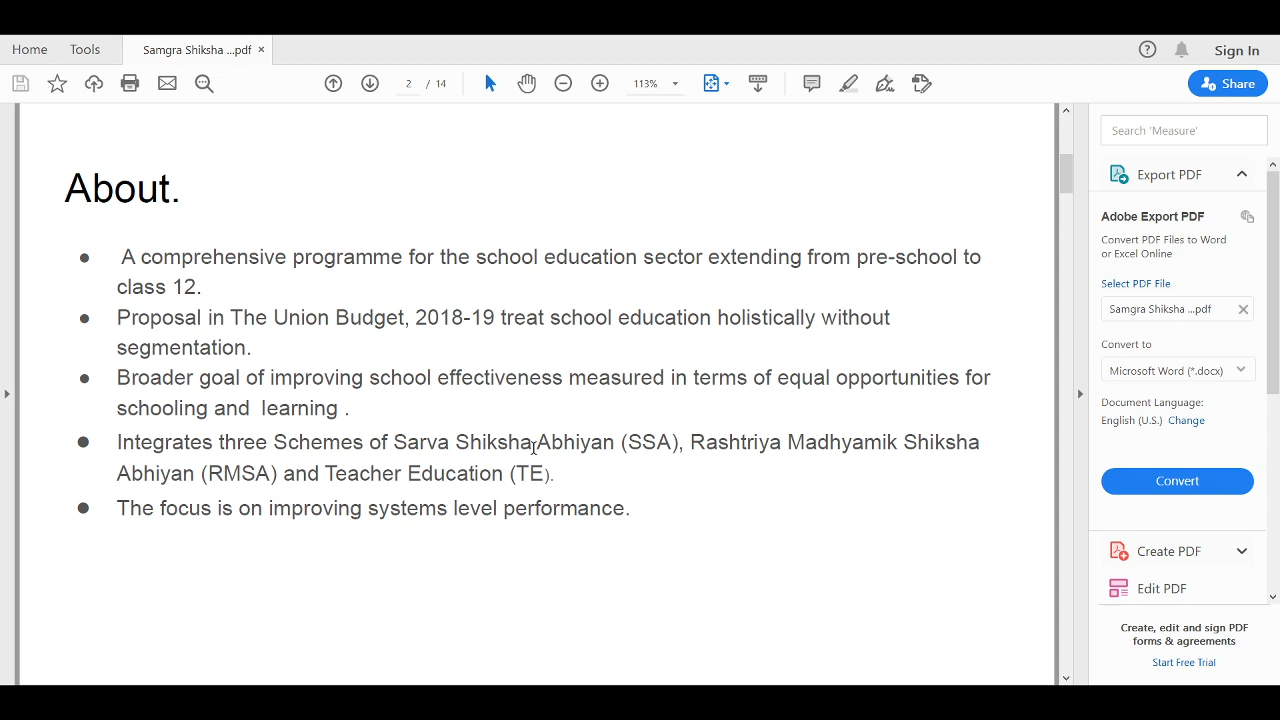 Home Tools Samgra Shiksha ...pdf ×
Sign In
2 / 14 113% Share
Search 'Measure'
Export PDF
Adobe Export PDF
Convert PDF Files to Word
or Excel Online
Select PDF File
Samgra Shiksha ...pdf
Convert to
Microsoft Word (*.docx)
Document Language:
English (U.S.) Change
Convert
Create PDF
Edit PDF
Create, edit and sign PDF
forms & agreements
Start Free Trial
About.
● A comprehensive programme for the school education sector extending from pre-school to
class 12.
● Proposal in The Union Budget, 2018-19 treat school education holistically without
segmentation.
● Broader goal of improving school effectiveness measured in terms of equal opportunities for
schooling and learning .
● Integrates three Schemes of Sarva Shiksha Abhiyan (SSA), Rashtriya Madhyamik Shiksha
Abhiyan (RMSA) and Teacher Education (TE).
● The focus is on improving systems level performance.